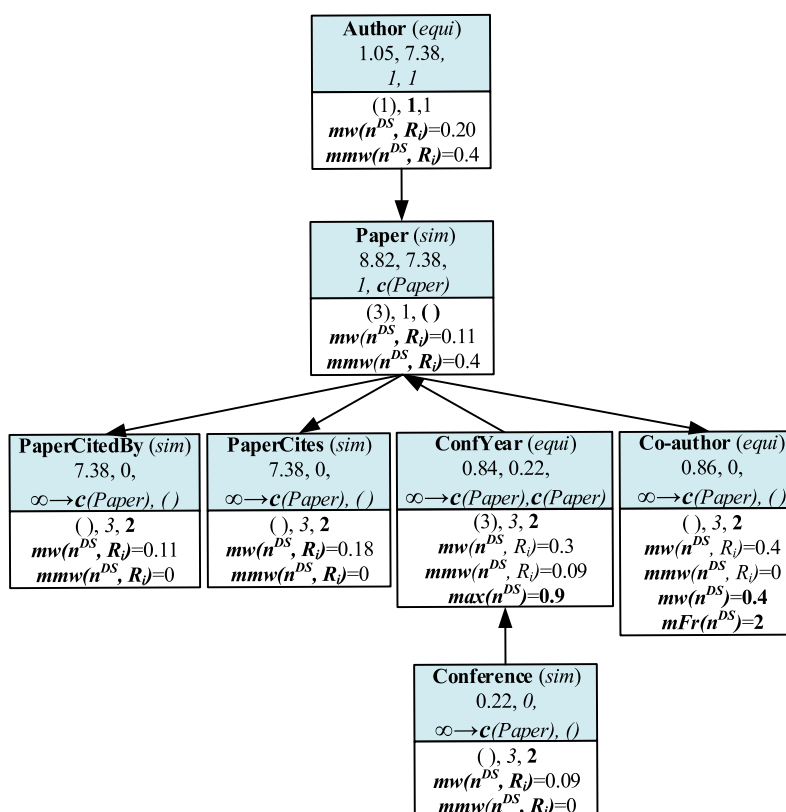 Author (equi)
1.05, 7.38,
1, 1
(1), 1,1
mw(n^DS, R_i)=0.20
mmw(n^DS, R_i)=0.4
Paper (sim)
8.82, 7.38,
1, c(Paper)
(3), 1, ( )
mw(n^DS, R_i)=0.11
mmw(n^DS, R_i)=0.4
PaperCitedBy (sim)
7.38, 0,
∞→c(Paper), ( )
( ), 3, 2
mw(n^DS, R_i)=0.11
mmw(n^DS, R_i)=0
PaperCites (sim)
7.38, 0,
∞→c(Paper), ( )
( ), 3, 2
mw(n^DS, R_i)=0.18
mmw(n^DS, R_i)=0
ConfYear (equi)
0.84, 0.22,
∞→c(Paper),c(Paper)
(3), 3, 2
mw(n^DS, R_i)=0.3
mmw(n^DS, R_i)=0.09
max(n^DS)=0.9
Co-author (equi)
0.86, 0,
∞→c(Paper), ( )
( ), 3, 2
mw(n^DS, R_i)=0.4
mmw(n^DS, R_i)=0
mw(n^DS)=0.4
mFr(n^DS)=2
Conference (sim)
0.22, 0,
∞→c(Paper), ()
( ), 3, 2
mw(n^DS, R_i)=0.09
mmw(n^DS, R_i)=0